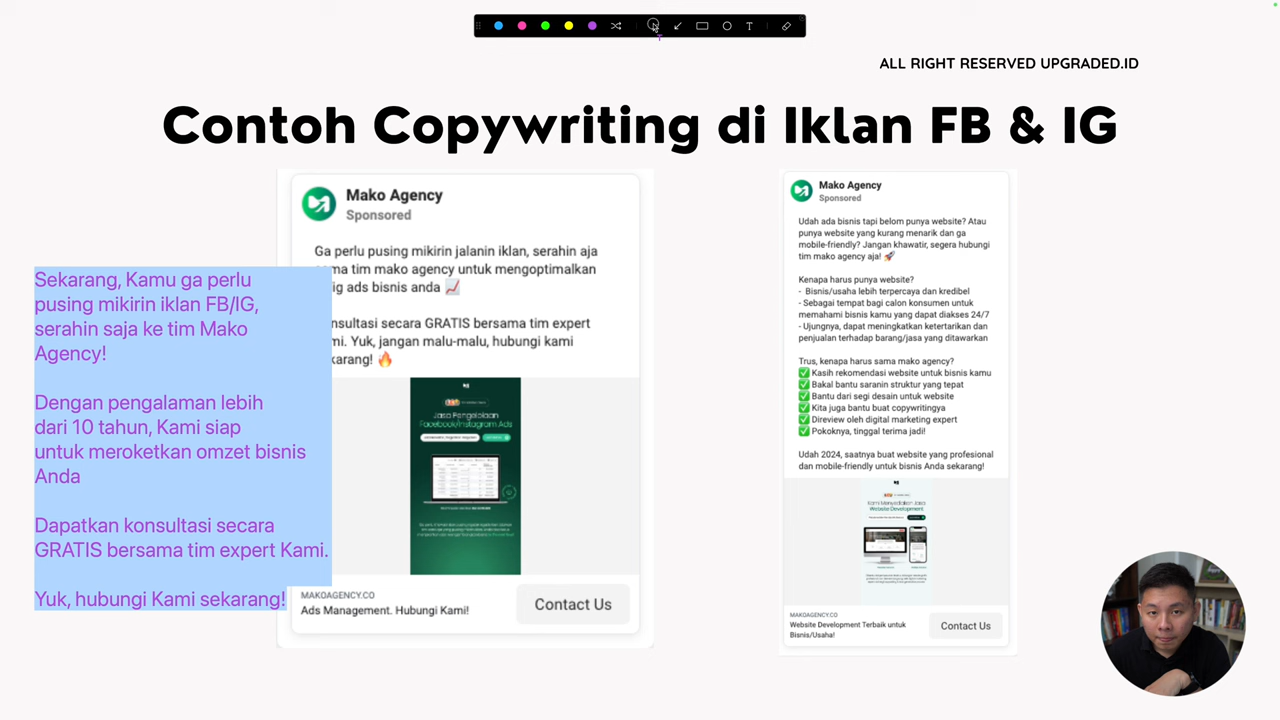 ALL RIGHT RESERVED UPGRADED.ID
Contoh Copywriting di Iklan FB & IG
Sekarang, Kamu ga perlu
pusing mikirin iklan FB/IG,
serahin saja ke tim Mako
Agency!
Dengan pengalaman lebih
dari 10 tahun, Kami siap
untuk meroketkan omzet bisnis
Anda
Dapatkan konsultasi secara
GRATIS bersama tim expert Kami.
Yuk, hubungi Kami sekarang!
Mako Agency
Sponsored
Ga perlu pusing mikirin jalanin iklan, serahin aja
tim mako agency untuk mengoptimalkan
ads bisnis anda 📈
secara GRATIS bersama tim expert
Yuk, jangan malu-malu, hubungi kami
🔥
Jasa Pengelolaan
Facebook/Instagram Ads
MAKOAGENCY.CO
Ads Management. Hubungi Kami!
Contact Us
Mako Agency
Sponsored
Udah ada bisnis tapi belom punya website? Atau
punya website yang kurang menarik dan ga
mobile-friendly? Jangan khawatir, segera hubungi
tim mako agency aja! 🚀
Kenapa harus punya website?
- Bisnis/usaha lebih terpercaya dan kredibel
- Sebagai tempat bagi calon konsumen untuk
memahami bisnis kamu yang dapat diakses 24/7
- Ujungnya, dapat meningkatkan ketertarikan dan
penjualan terhadap barang/jasa yang ditawarkan
Trus, kenapa harus sama mako agency?
✅ Kasih rekomendasi website untuk bisnis kamu
✅ Bakal bantu saranin struktur yang tepat
✅ Bantu dari segi desain untuk website
✅ Kita juga bantu buat copywritingya
✅ Direview oleh digital marketing expert
✅ Pokoknya, tinggal terima jadi!
Udah 2024, saatnya buat website yang profesional
dan mobile-friendly untuk bisnis Anda sekarang!
Kami Menyediakan Jasa
Website Development
MAKOAGENCY.CO
Website Development Terbaik untuk
Bisnis/Usaha!
Contact Us